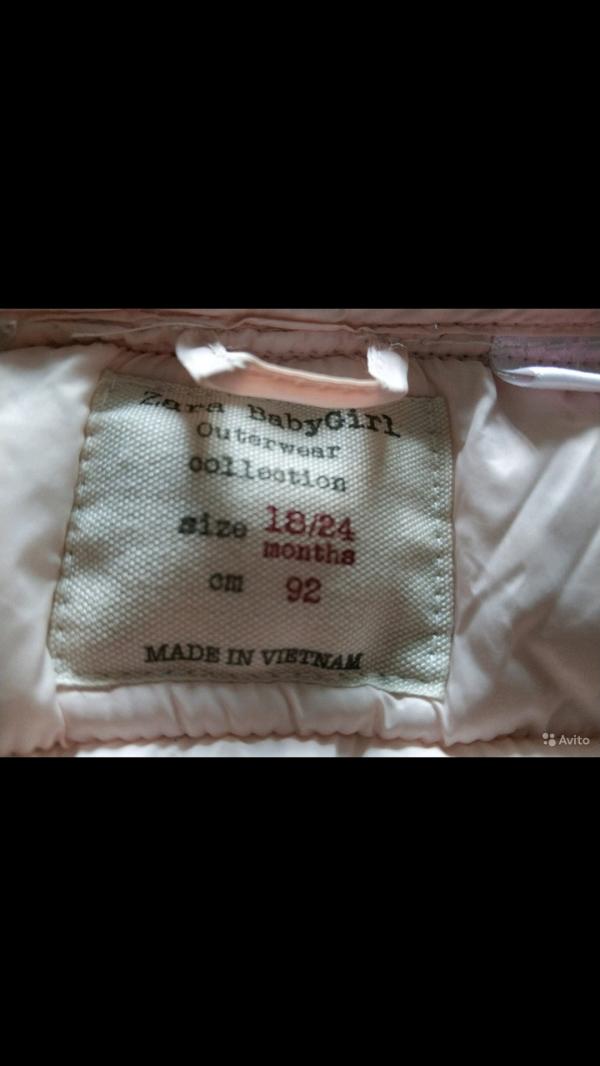 Zara BabyGirl
Outerwear
collection
size 18/24
months
cm 92
MADE IN VIETNAM
Avito